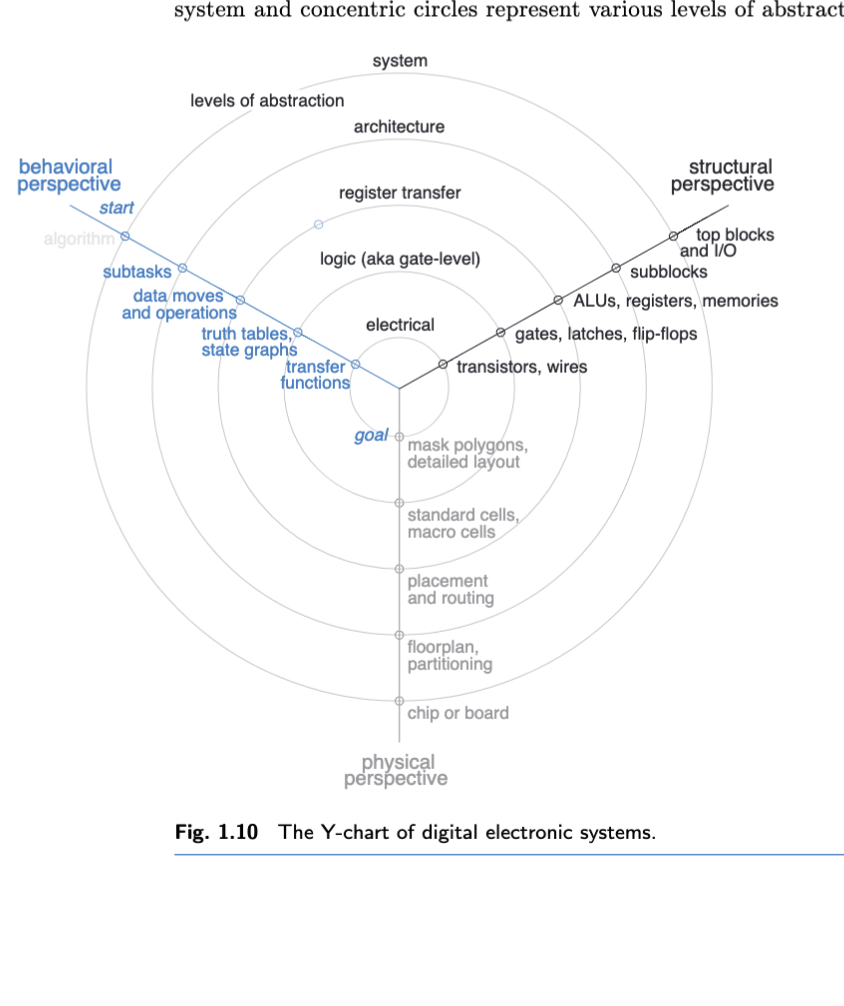 system and concentric circles represent various levels of abstract
system
levels of abstraction
architecture
behavioral
perspective
structural
perspective
register transfer
start
algorithm
top blocks
and I/O
logic (aka gate-level)
subtasks
subblocks
data moves
and operations
ALUs, registers, memories
electrical
truth tables,
state graphs
gates, latches, flip-flops
transfer
functions
transistors, wires
goal
mask polygons,
detailed layout
standard cells,
macro cells
placement
and routing
floorplan,
partitioning
chip or board
physical
perspective
Fig. 1.10 The Y-chart of digital electronic systems.